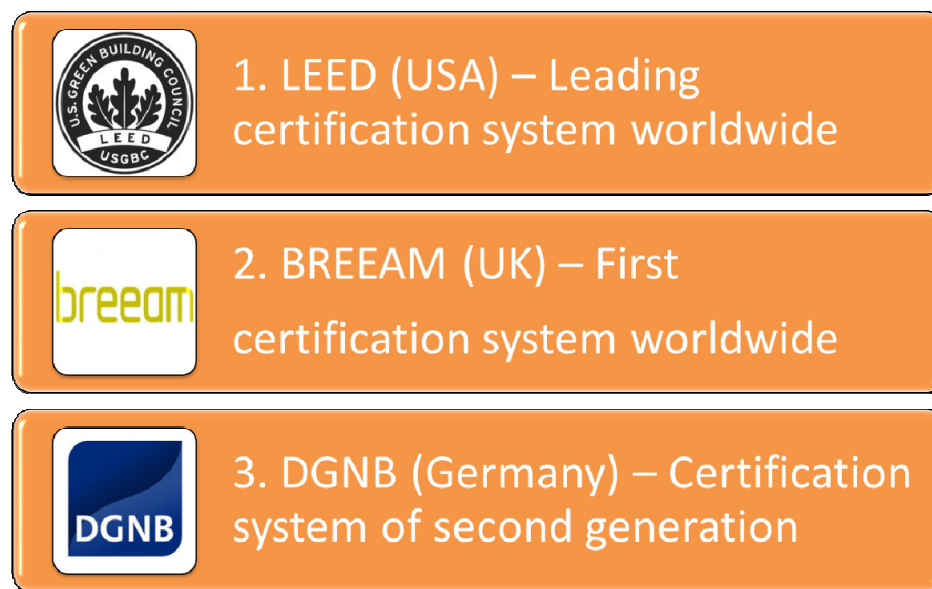 U.S. GREEN BUILDING COUNCIL
LEED
USGBC
1. LEED (USA) – Leading
certification system worldwide
breeam
2. BREEAM (UK) – First
certification system worldwide
DGNB
3. DGNB (Germany) – Certification
system of second generation